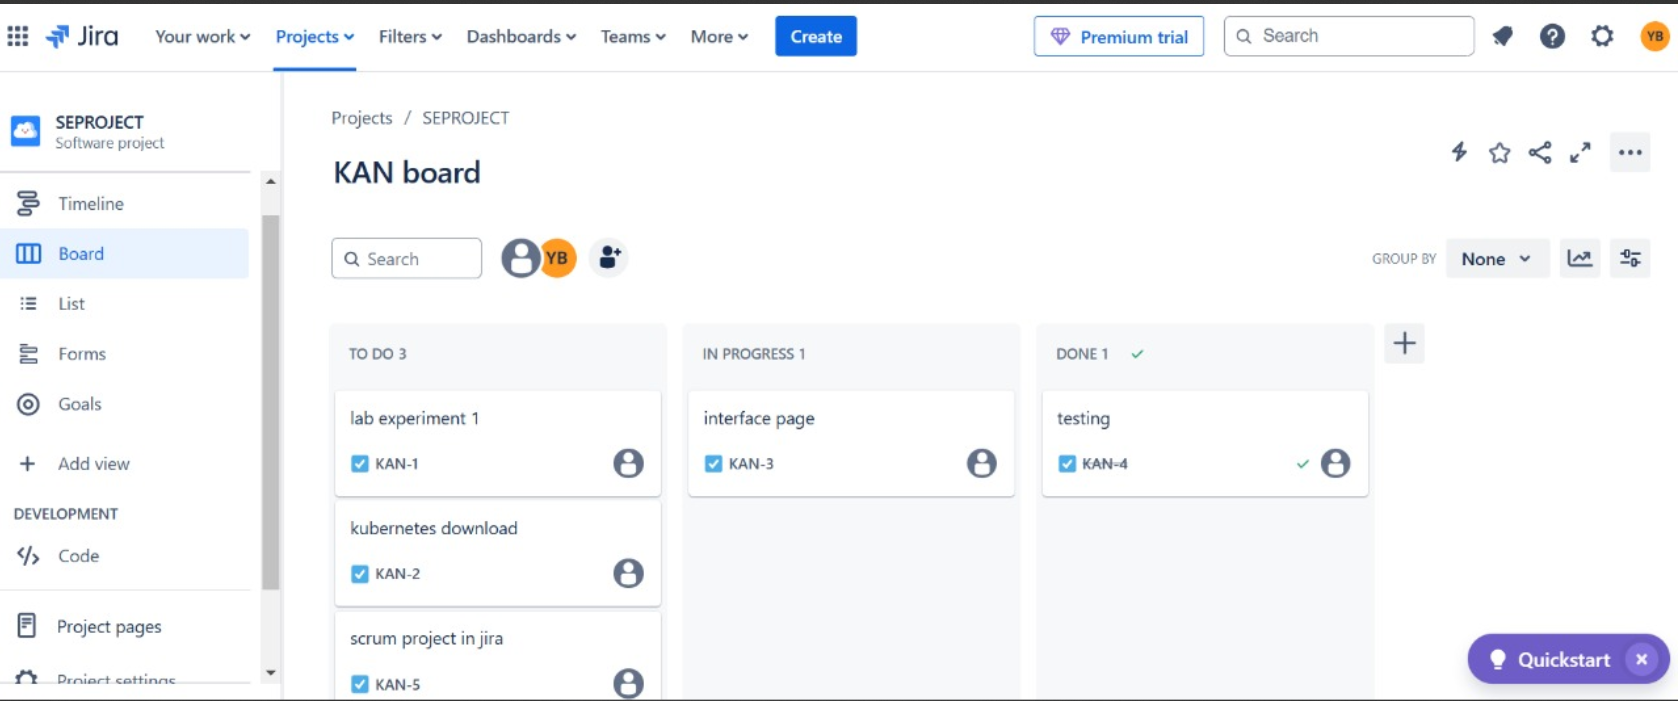 Jira Your work Projects Filters Dashboards Teams More Create Premium trial Search YB
SEPROJECT
Software project
Timeline
Board
List
Forms
Goals
Add view
DEVELOPMENT
Code
Project pages
Project settings
Projects / SEPROJECT
KAN board
Search YB GROUP BY None
TO DO 3
lab experiment 1
KAN-1
kubernetes download
KAN-2
scrum project in jira
KAN-5
IN PROGRESS 1
interface page
KAN-3
DONE 1
testing
KAN-4
Quickstart